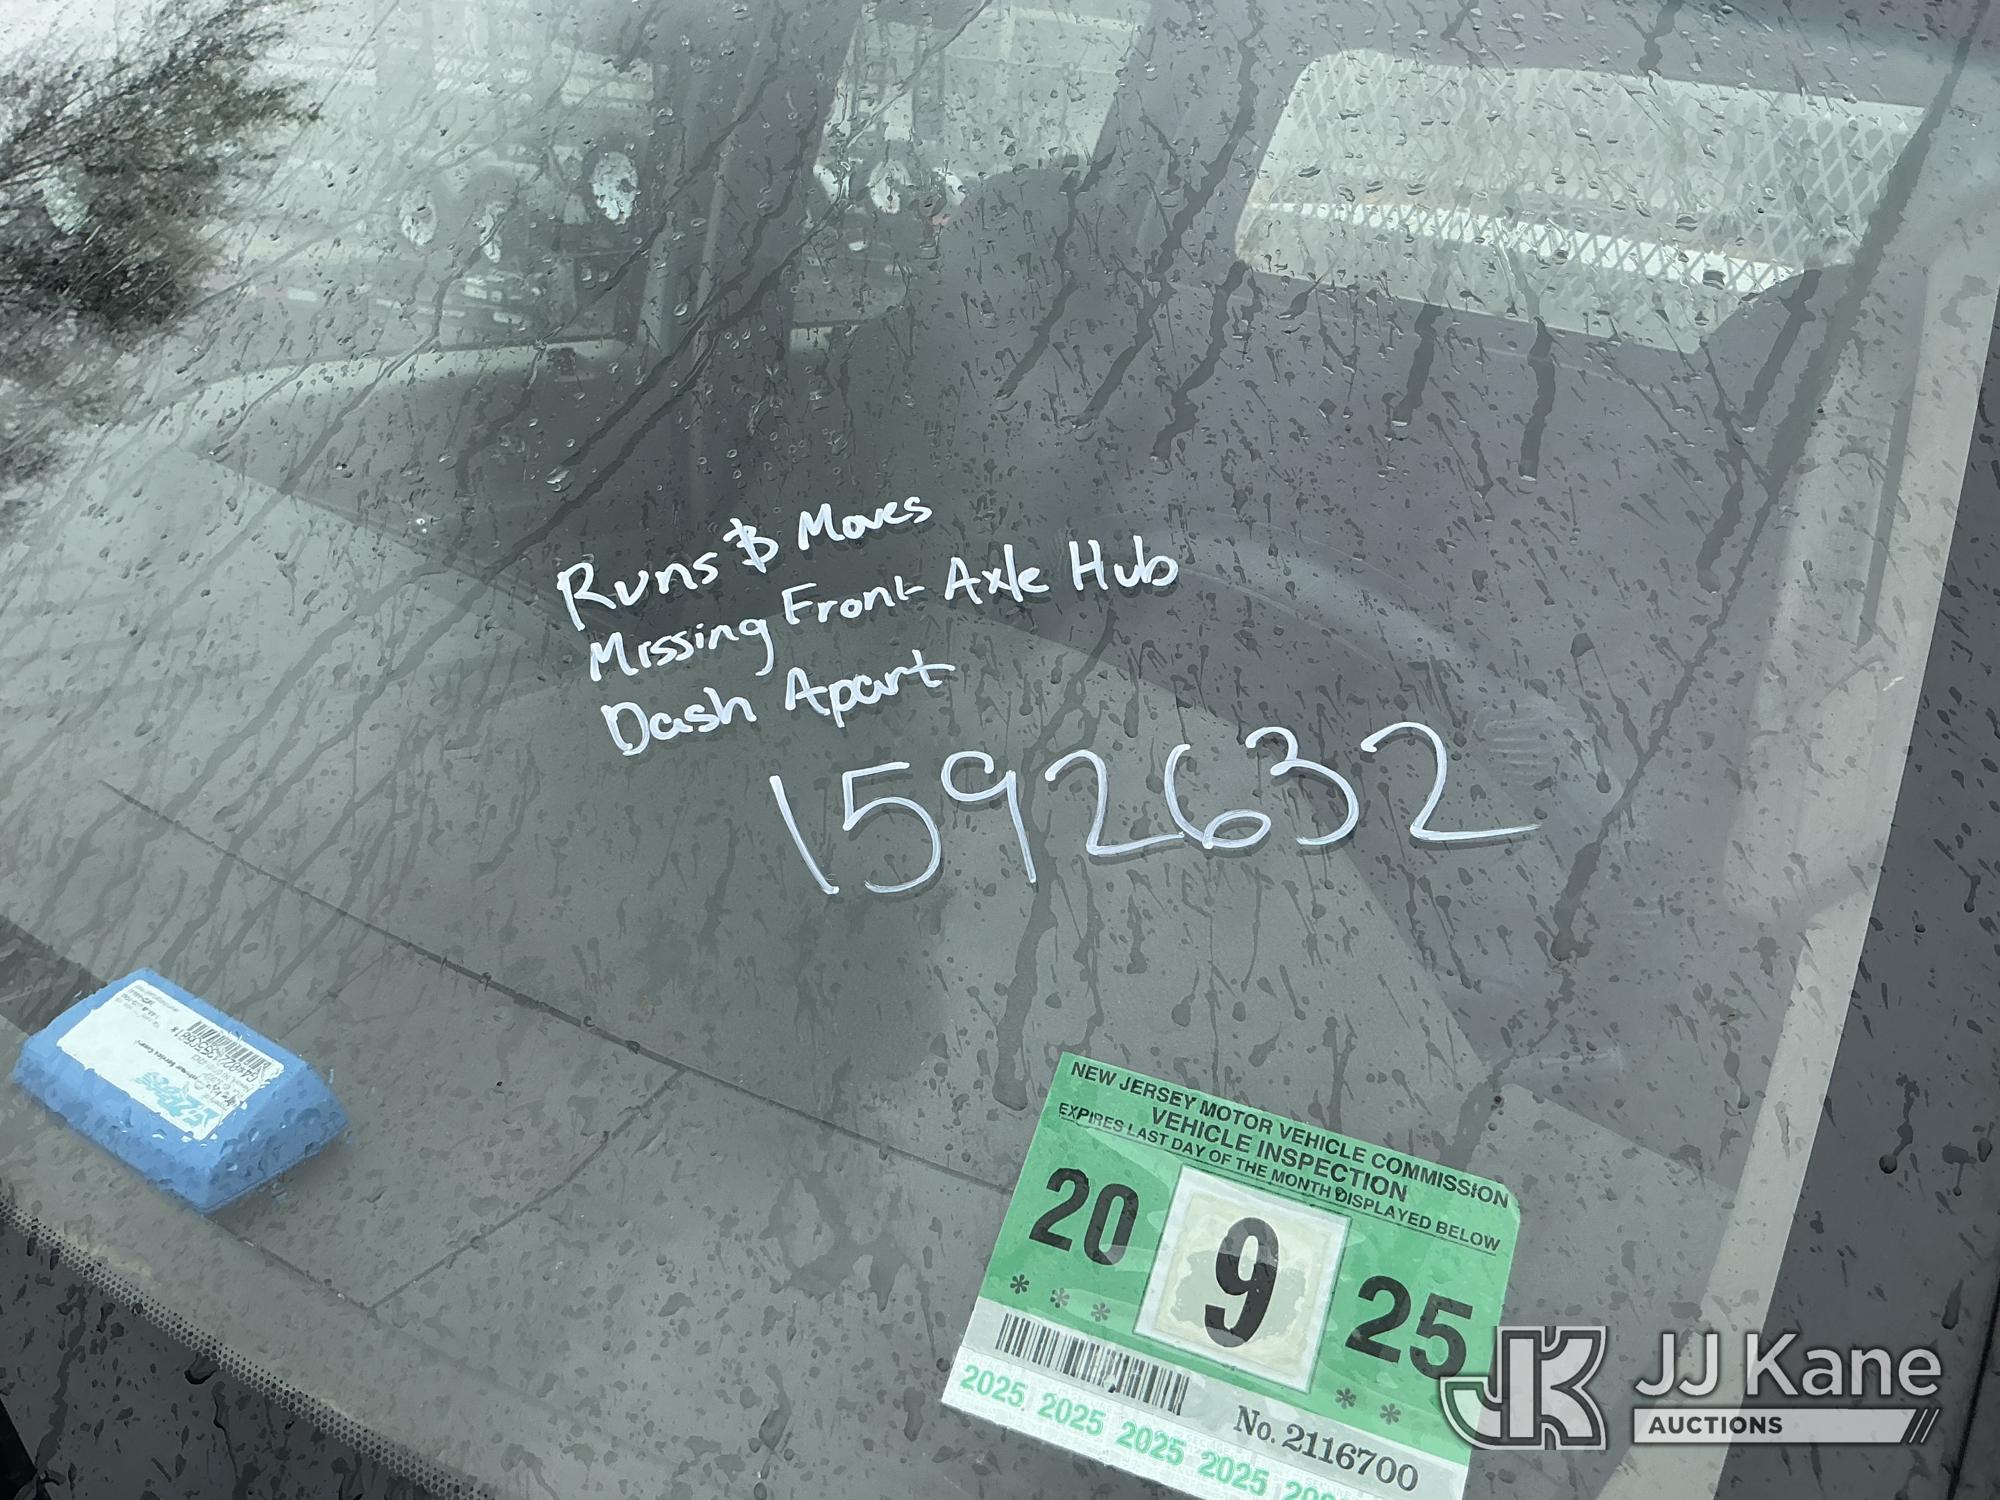 Runs & Moves
Missing Front Axle Hub
Dash Apart
1592632
NEW JERSEY MOTOR VEHICLE COMMISSION
VEHICLE INSPECTION
EXPIRES LAST DAY OF THE MONTH DISPLAYED BELOW
20 9 25
* * * * *
No. 2116700
2025 2025 2025 2025
JK JJ Kane
AUCTIONS